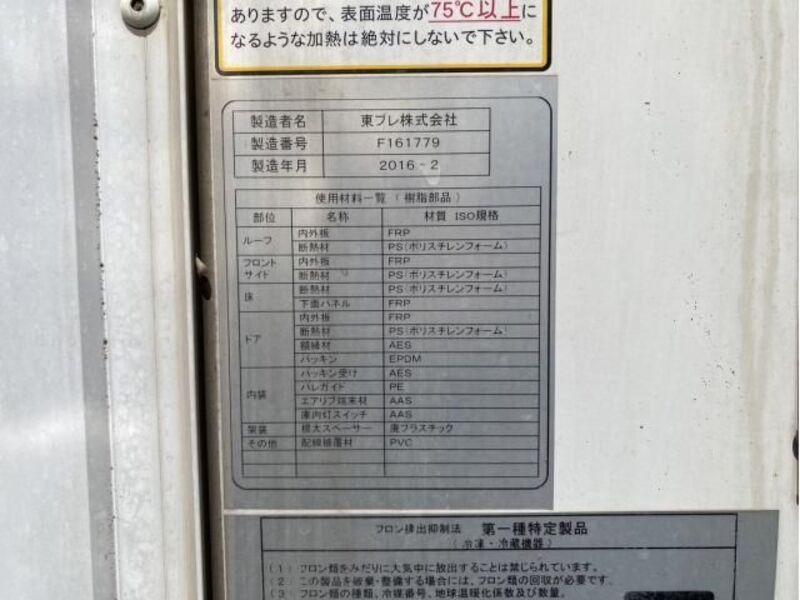 ありますので、表面温度が75℃以上に
なるような加熱は絶対にしないで下さい。
製造者名 東プレ株式会社
製造番号 F161779
製造年月 2016-2
使用材料一覧（樹脂部品）
部位 名称 材質 ISO規格
ルーフ 内外板 FRP
断熱材 PS(ポリスチレンフォーム)
フロント サイド 内外板 FRP
断熱材 PS(ポリスチレンフォーム)
床 断熱材 PS(ポリスチレンフォーム)
下面パネル FRP
ドア 内外板 FRP
断熱材 PS(ポリスチレンフォーム)
額縁材 AES
パッキン EPDM
内装 パッキン受け AES
バレガイド PE
エアリブ端末材 AAS
庫内灯スイッチ AAS
架装 根太スペーサー 廃プラスチック
その他 配線被覆材 PVC
フロン排出抑制法 第一種特定製品
（冷凍・冷蔵機器）
(1) フロン類をみだりに大気中に放出することは禁じられています。
(2) この製品を廃棄・整備する場合には、フロン類の回収が必要です。
(3) フロン類の種類、冷媒番号、地球温暖化係数及び数量。